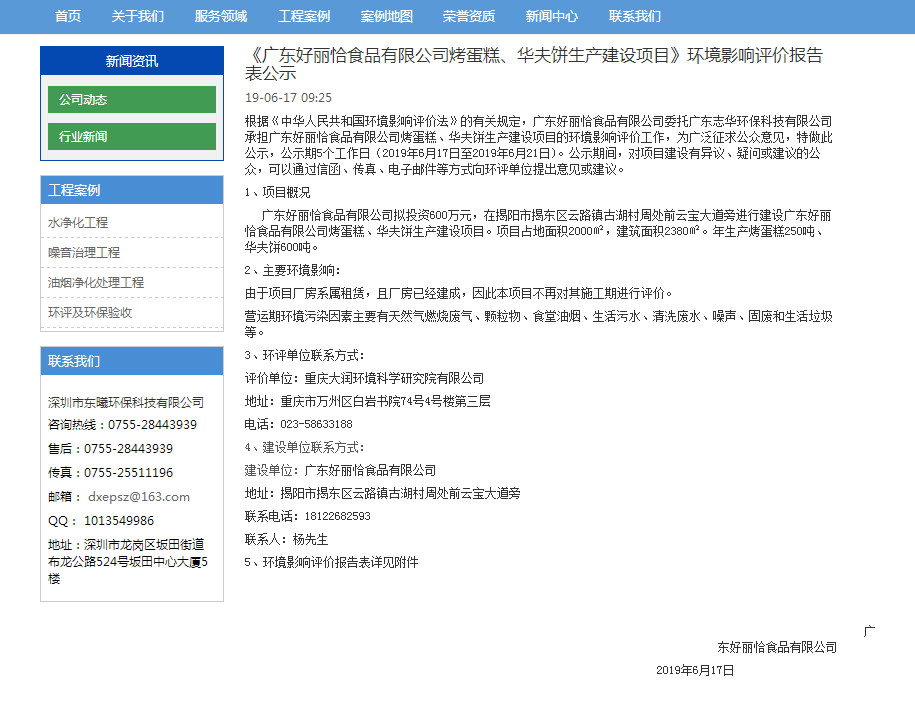 首页 关于我们 服务领域 工程案例 案例地图 荣誉资质 新闻中心 联系我们
新闻资讯
公司动态
行业新闻
工程案例
水净化工程
噪音治理工程
油烟净化处理工程
环评及环保验收
联系我们
深圳市东曦环保科技有限公司
咨询热线：0755-28443939
售后：0755-28443939
传真：0755-25511196
邮箱： dxepsz@163.com
QQ： 1013549986
地址：深圳市龙岗区坂田街道
布龙公路524号坂田中心大厦5
楼
《广东好丽恰食品有限公司烤蛋糕、华夫饼生产建设项目》环境影响评价报告
表公示
19-06-17 09:25
根据《中华人民共和国环境影响评价法》的有关规定，广东好丽恰食品有限公司委托广东志华环保科技有限公司
承担广东好丽恰食品有限公司烤蛋糕、华夫饼生产建设项目的环境影响评价工作，为广泛征求公众意见，特做此
公示，公示期5个工作日（2019年6月17日至2019年6月21日）。公示期间，对项目建设有异议、疑问或建议的公
众，可以通过信函、传真、电子邮件等方式向环评单位提出意见或建议。
1、项目概况
广东好丽恰食品有限公司拟投资600万元，在揭阳市揭东区云路镇古湖村周处前云宝大道旁进行建设广东好丽
恰食品有限公司烤蛋糕、华夫饼生产建设项目。项目占地面积2000㎡，建筑面积2380㎡。年生产烤蛋糕250吨、
华夫饼600吨。
2、主要环境影响：
由于项目厂房系属租赁，且厂房已经建成，因此本项目不再对其施工期进行评价。
营运期环境污染因素主要有天然气燃烧废气、颗粒物、食堂油烟、生活污水、清洗废水、噪声、固废和生活垃圾
等。
3、环评单位联系方式：
评价单位：重庆大润环境科学研究院有限公司
地址：重庆市万州区白岩书院74号4号楼第三层
电话：023-58633188
4、建设单位联系方式：
建设单位：广东好丽恰食品有限公司
地址：揭阳市揭东区云路镇古湖村周处前云宝大道旁
联系电话：18122682593
联系人：杨先生
5、环境影响评价报告表详见附件
广
东好丽恰食品有限公司
2019年6月17日